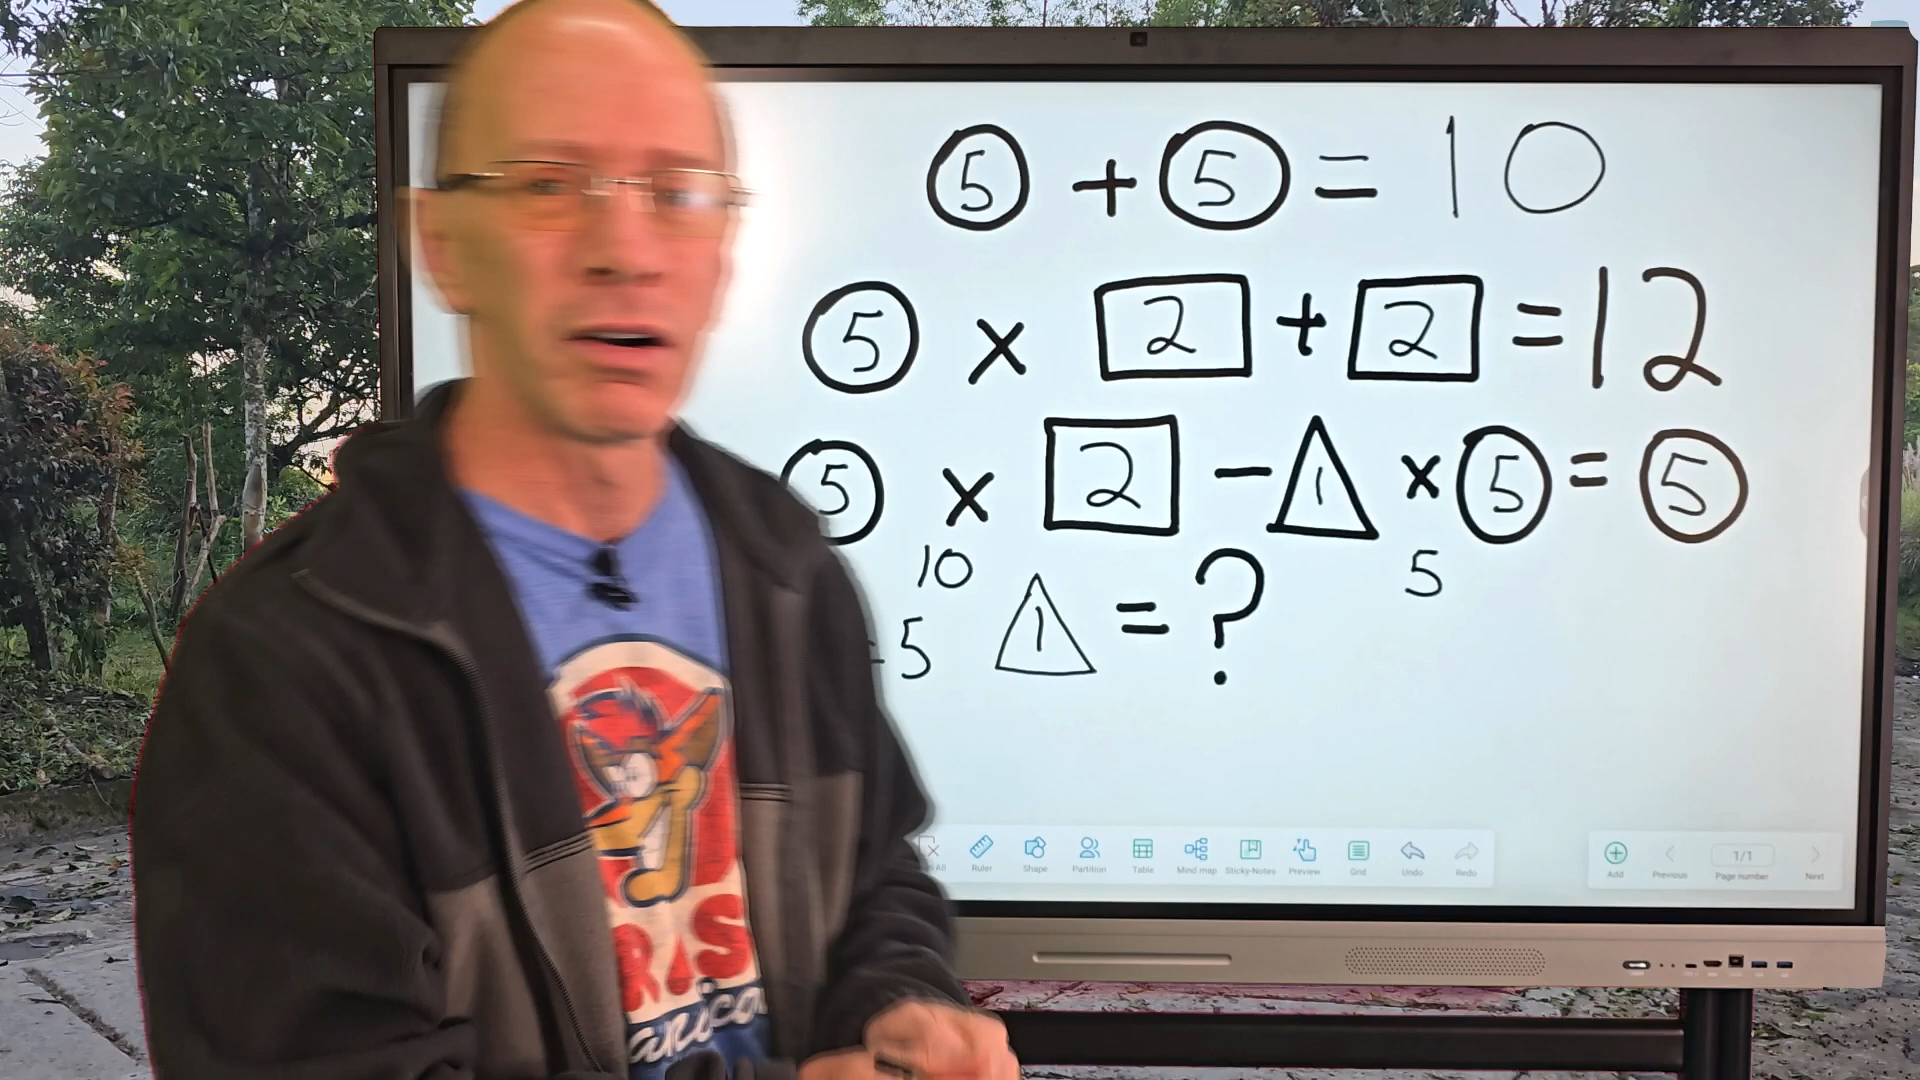 5 + 5 = 10
5 x 2 + 2 = 12
5 x 2 - 1 x 5 = 5
10 5
5 1 = ?
Ruler Shape Partition Table Mind map Sticky-Notes Preview Grid Undo Redo Add Previous 1/1 Page number Next